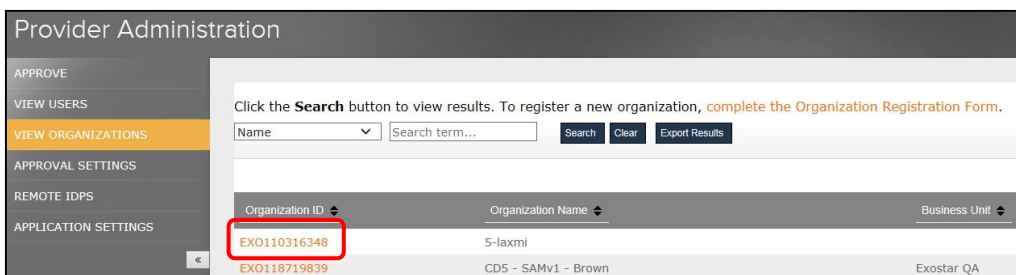 Provider Administration
APPROVE
VIEW USERS
VIEW ORGANIZATIONS
APPROVAL SETTINGS
REMOTE IDPS
APPLICATION SETTINGS
«
Click the Search button to view results. To register a new organization, complete the Organization Registration Form.
Name Search term... Search Clear Export Results
Organization ID Organization Name Business Unit
EXO110316348 5-laxmi
EXO118719839 CD5 - SAMv1 - Brown Exostar QA